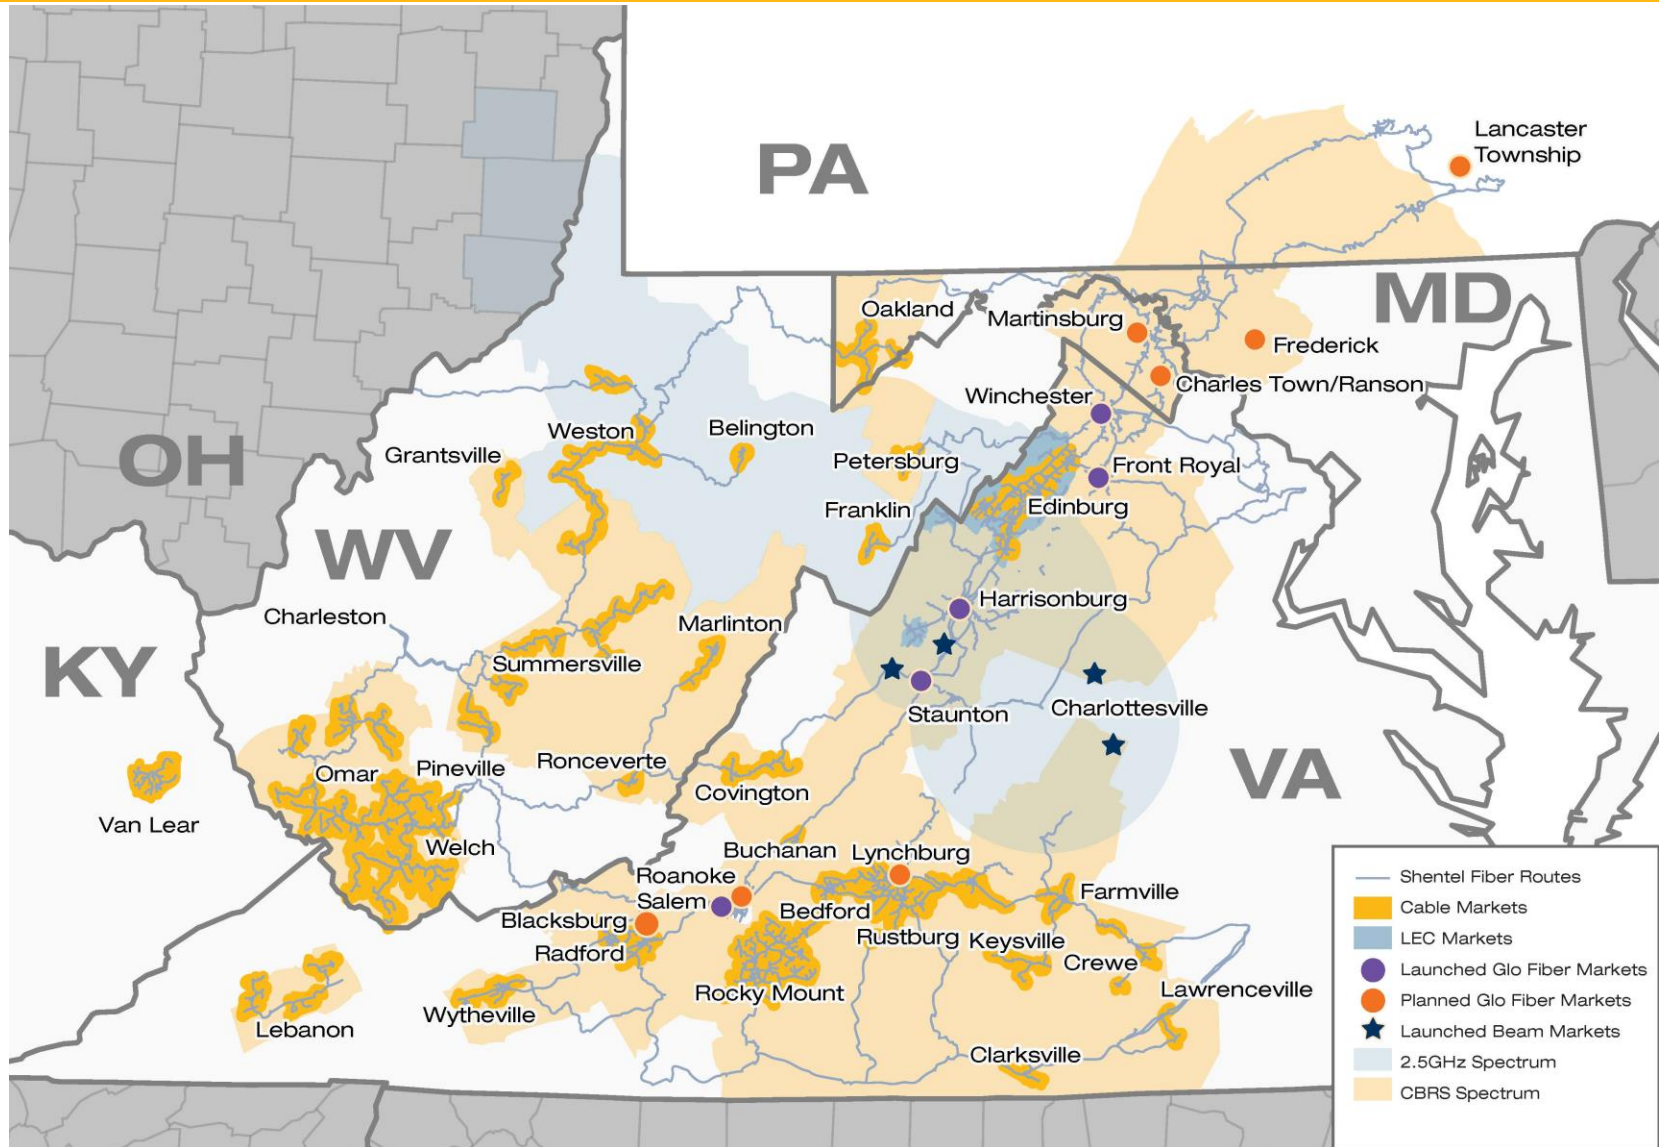 PA
Lancaster
Township
MD
Oakland
Martinsburg
Frederick
Charles Town/Ranson
Winchester
OH
Weston
Belington
Grantsville
Petersburg
Front Royal
Franklin
Edinburg
WV
Charleston
Harrisonburg
Marlinton
KY
Summersville
Staunton
Charlottesville
Omar
Pineville
Ronceverte
VA
Covington
Van Lear
Welch
Buchanan
Lynchburg
Roanoke
Salem
Farmville
Blacksburg
Bedford
Radford
Rustburg
Keysville
Crewe
Rocky Mount
Lawrenceville
Wytheville
Lebanon
Clarksville
Shentel Fiber Routes
Cable Markets
LEC Markets
Launched Glo Fiber Markets
Planned Glo Fiber Markets
Launched Beam Markets
2.5GHz Spectrum
CBRS Spectrum